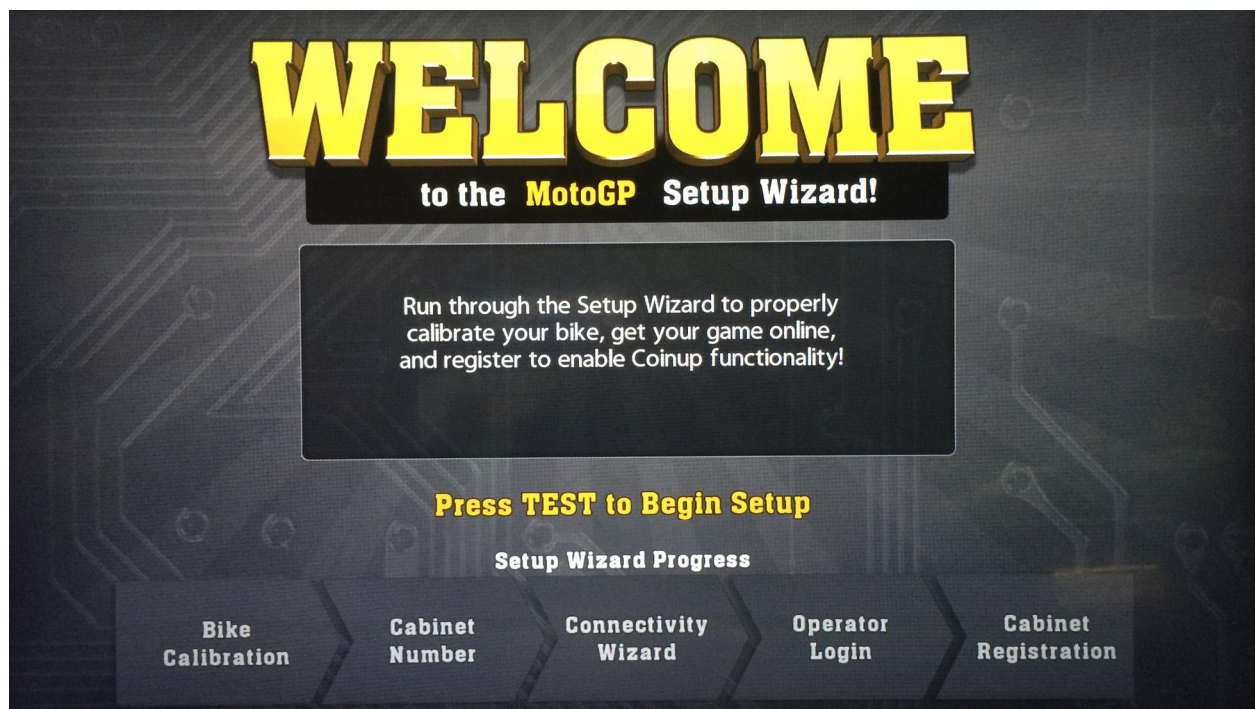 WELCOME
to the MotoGP Setup Wizard!
Run through the Setup Wizard to properly
calibrate your bike, get your game online,
and register to enable Coinup functionality!
Press TEST to Begin Setup
Setup Wizard Progress
Bike
Calibration
Cabinet
Number
Connectivity
Wizard
Operator
Login
Cabinet
Registration